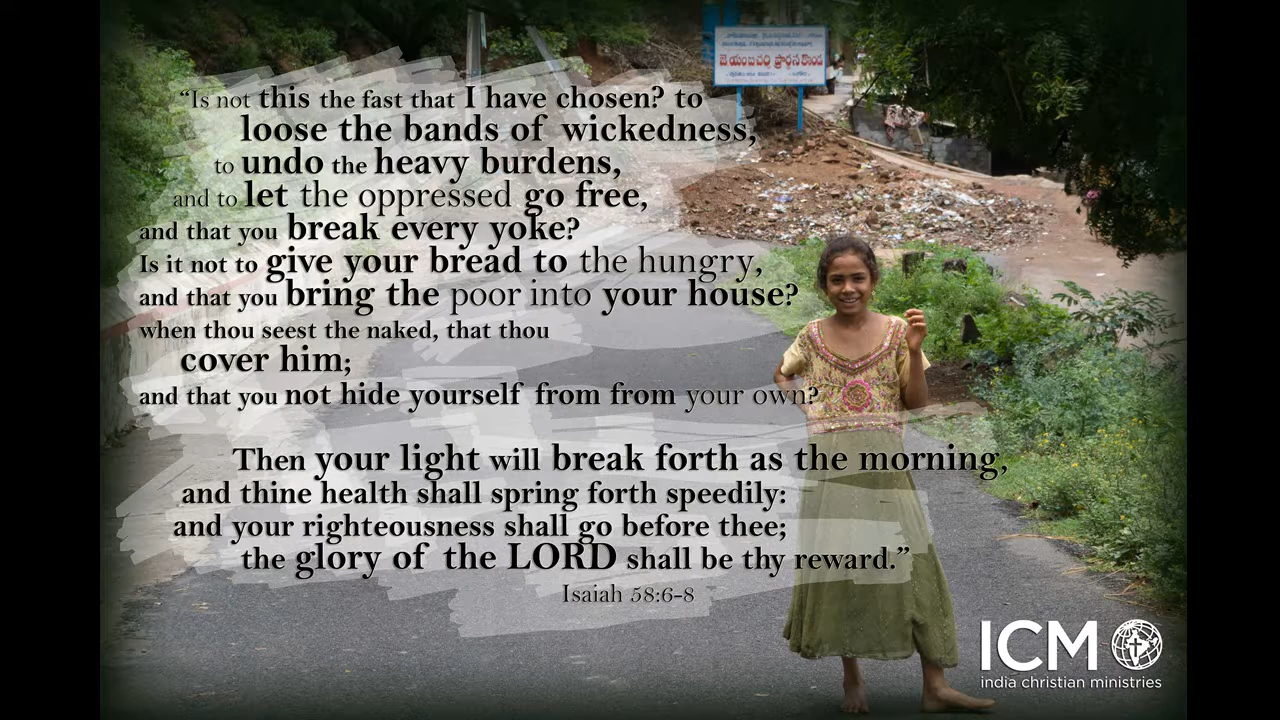 జెయంబచర్ల ప్రార్థన కొండ
“Is not this the fast that I have chosen? to
loose the bands of wickedness,
to undo the heavy burdens,
and to let the oppressed go free,
and that you break every yoke?
Is it not to give your bread to the hungry,
and that you bring the poor into your house?
when thou seest the naked, that thou
cover him;
and that you not hide yourself from from your own?
Then your light will break forth as the morning,
and thine health shall spring forth speedily:
and your righteousness shall go before thee;
the glory of the LORD shall be thy reward.”
Isaiah 58:6-8
ICM
india christian ministries